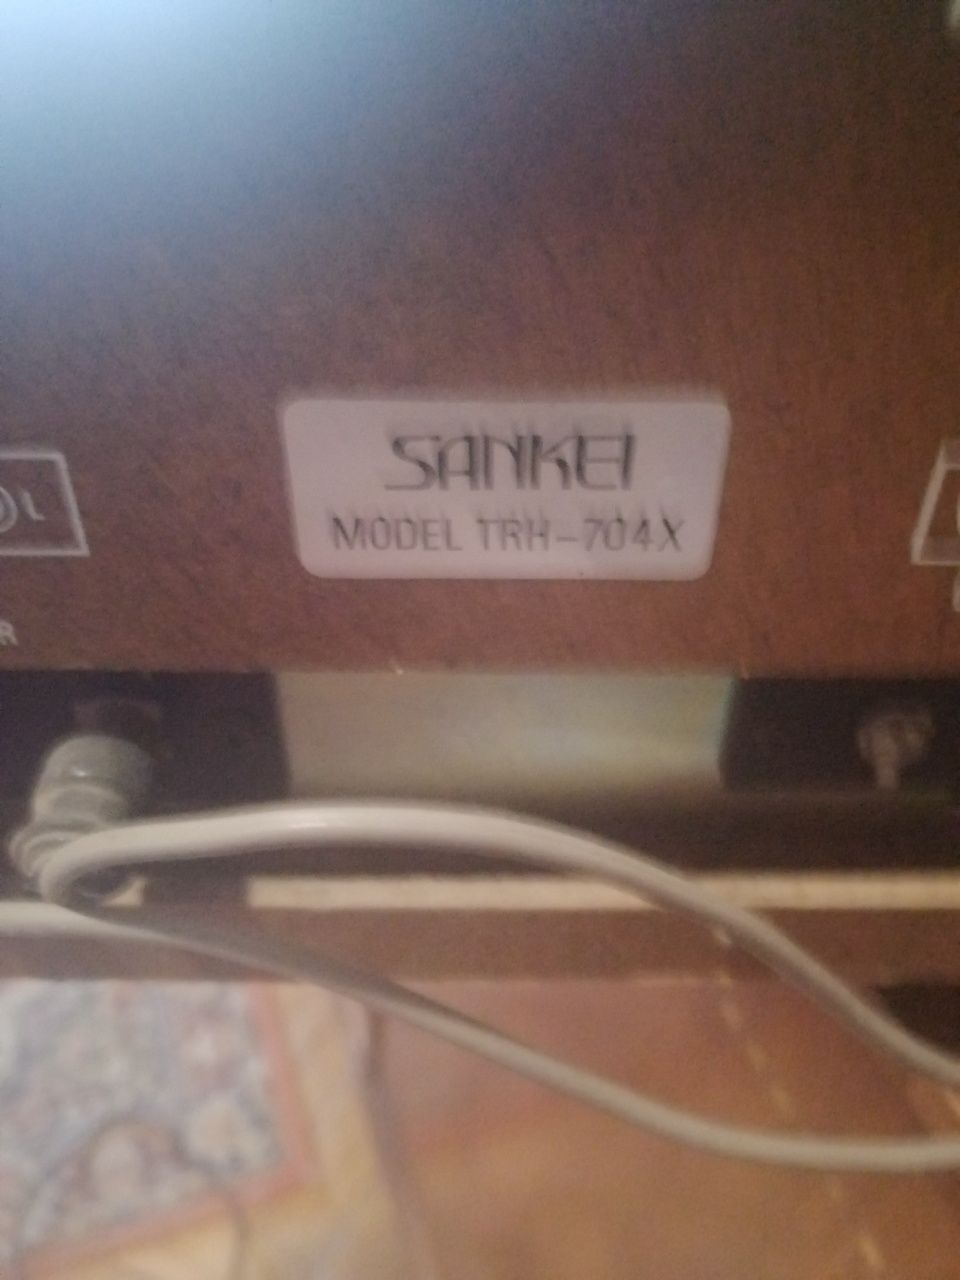 SANKEI
MODEL TRH-704X